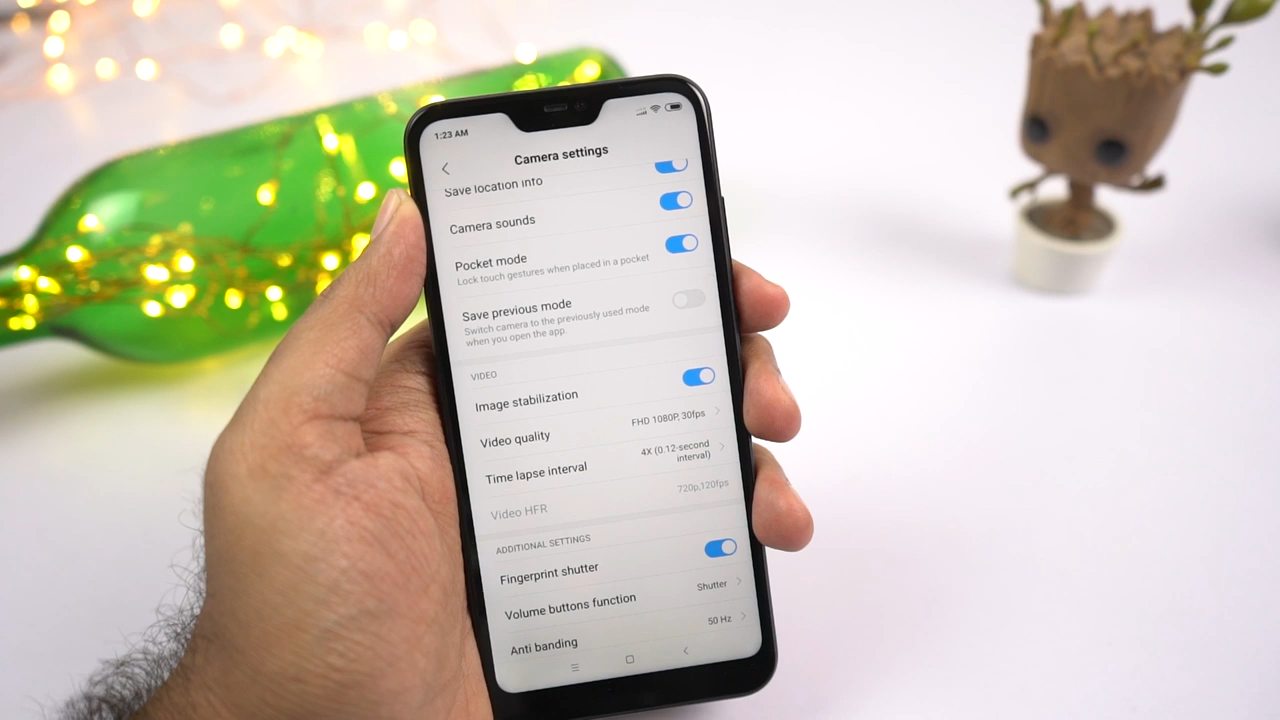 1:23 AM
Camera settings
Save location info
Camera sounds
Pocket mode
Lock touch gestures when placed in a pocket
Save previous mode
Switch camera to the previously used mode
when you open the app.
VIDEO
Image stabilization
Video quality FHD 1080P, 30fps
Time lapse interval 4X (0.12-second
interval)
Video HFR 720p,120fps
ADDITIONAL SETTINGS
Fingerprint shutter
Volume buttons function Shutter
Anti banding 50 Hz